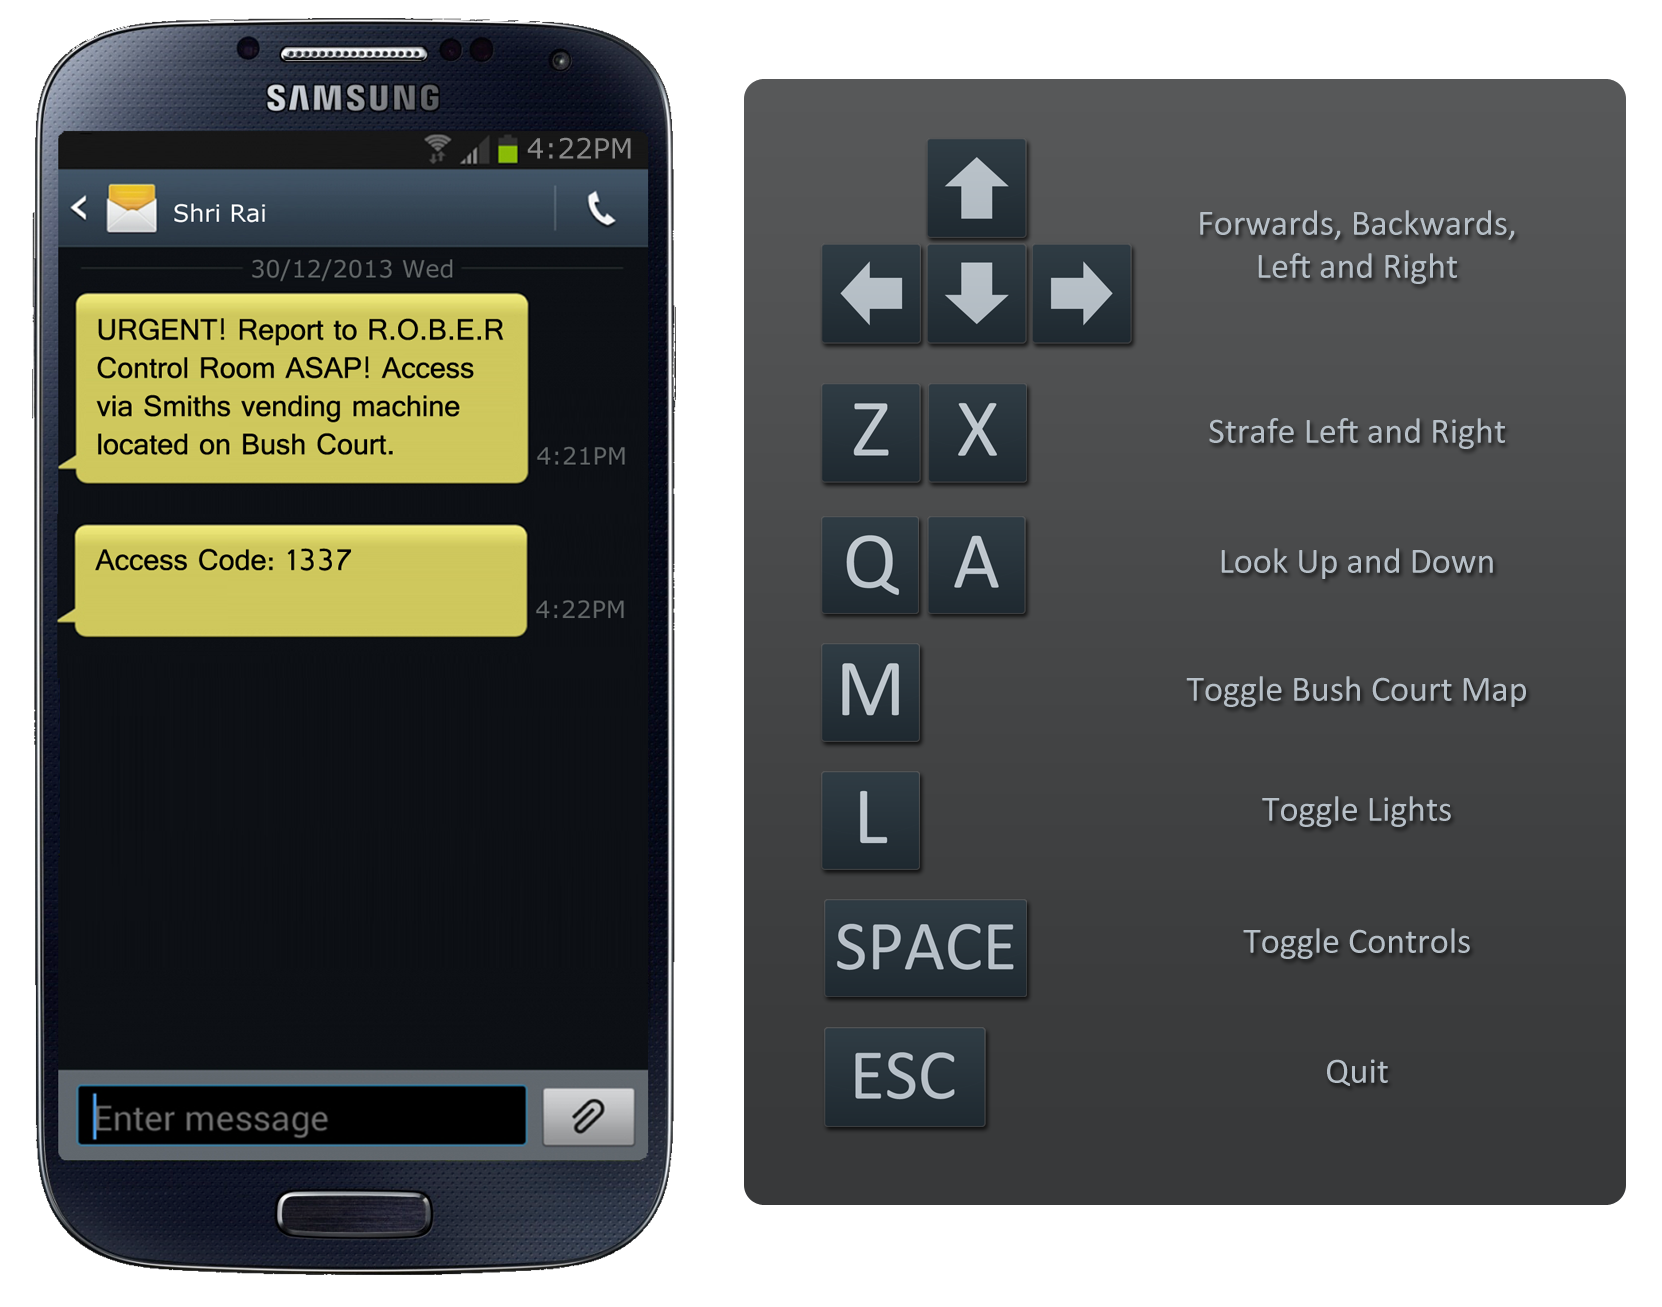 SAMSUNG
4:22PM
Shri Rai
30/12/2013 Wed
URGENT! Report to R.O.B.E.R
Control Room ASAP! Access
via Smiths vending machine
located on Bush Court.
4:21PM
Access Code: 1337
4:22PM
Enter message
Forwards, Backwards,
Left and Right
Z X
Strafe Left and Right
Q A
Look Up and Down
M
Toggle Bush Court Map
L
Toggle Lights
SPACE
Toggle Controls
ESC
Quit